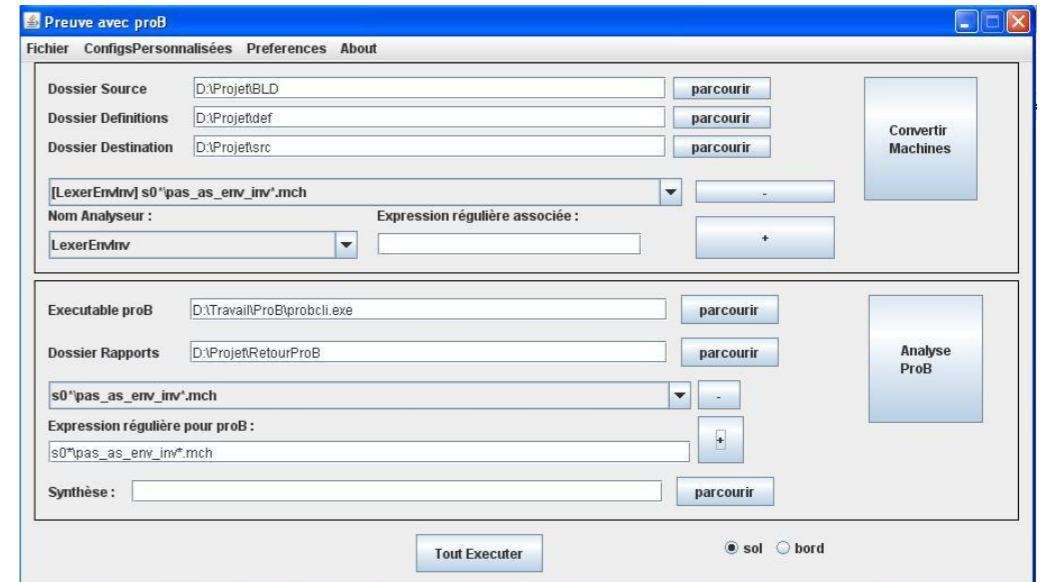 Preuve avec proB
Fichier ConfigsPersonnalisées Preferences About
Dossier Source D:\Projet\BLD parcourir
Dossier Definitions D:\Projet\def parcourir
Dossier Destination D:\Projet\src parcourir
Convertir
Machines
[LexerEnvInv] s0*\pas_as_env_inv*.mch -
Nom Analyseur : Expression régulière associée :
LexerEnvInv +
Executable proB D:\Travail\ProB\probcli.exe parcourir
Dossier Rapports D:\Projet\RetourProB parcourir
Analyse
ProB
s0*\pas_as_env_inv*.mch -
Expression régulière pour proB :
s0*\pas_as_env_inv*.mch +
Synthèse : parcourir
Tout Executer sol bord